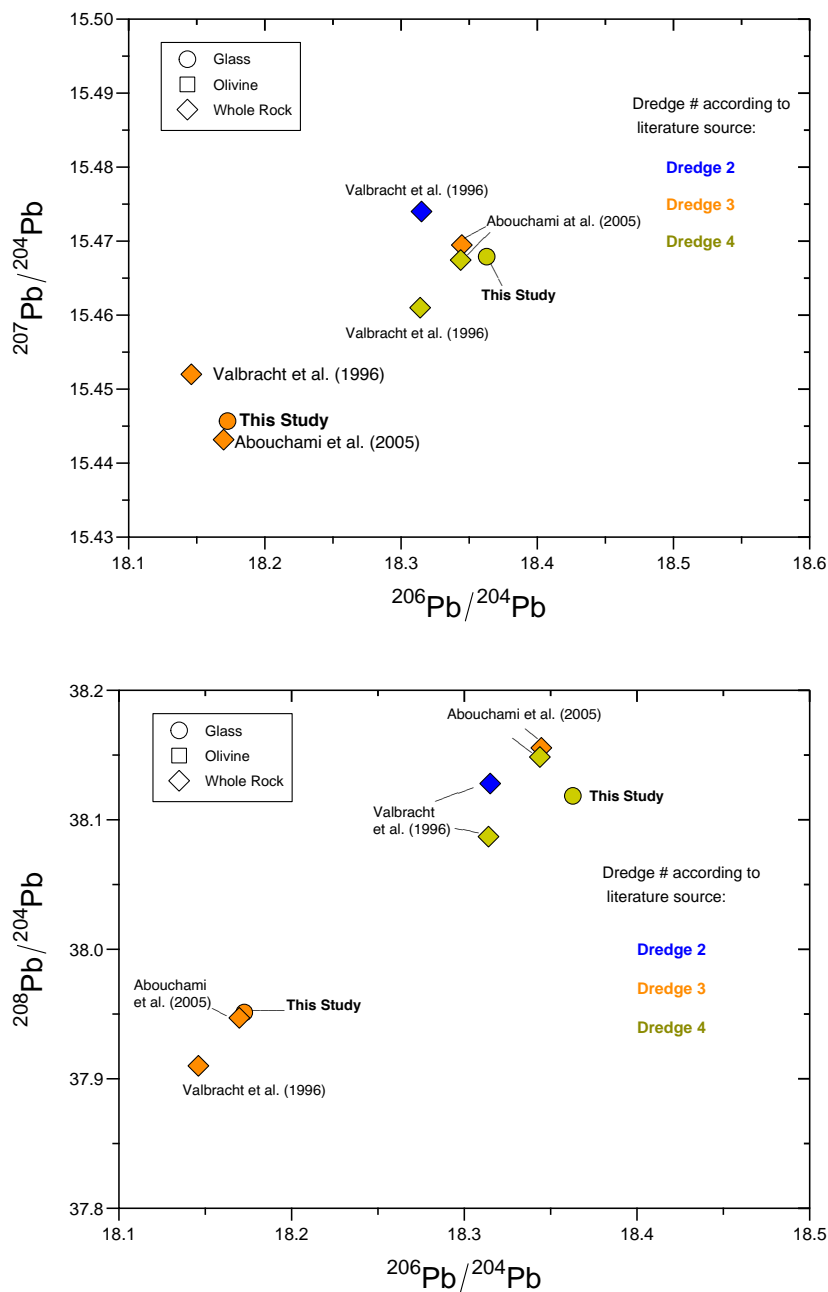 15.50
15.49
15.48
15.47
15.46
15.45
15.44
15.43
207Pb/204Pb
Glass
Olivine
Whole Rock
Dredge # according to
literature source:
Dredge 2
Dredge 3
Dredge 4
Valbracht et al. (1996)
Abouchami at al. (2005)
This Study
Valbracht et al. (1996)
Valbracht et al. (1996)
This Study
Abouchami et al. (2005)
18.1 18.2 18.3 18.4 18.5 18.6
206Pb/204Pb
38.2
38.1
38.0
37.9
37.8
208Pb/204Pb
Glass
Olivine
Whole Rock
Abouchami et al. (2005)
Valbracht
et al. (1996)
This Study
Dredge # according to
literature source:
Dredge 2
Dredge 3
Dredge 4
Abouchami
et al. (2005)
This Study
Valbracht et al. (1996)
18.1 18.2 18.3 18.4 18.5
206Pb/204Pb